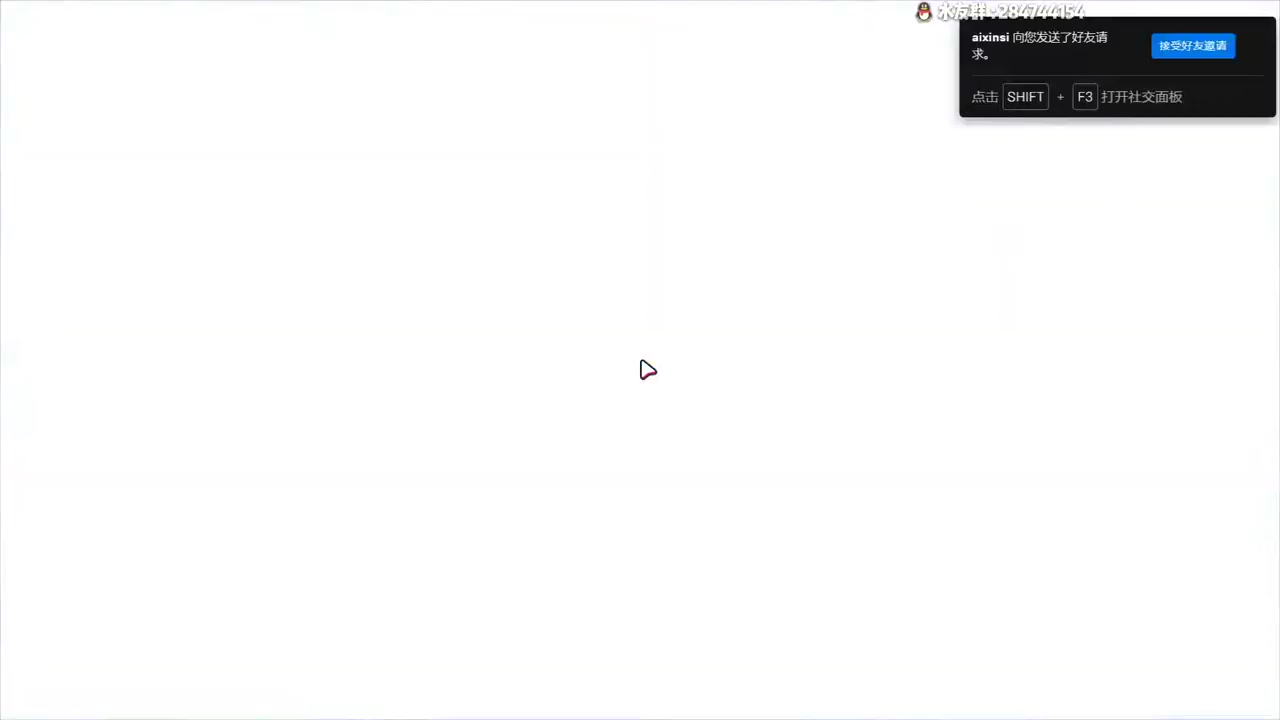 水友群:284744154
aixinsi 向您发送了好友请
求。
接受好友邀请
点击 SHIFT + F3 打开社交面板